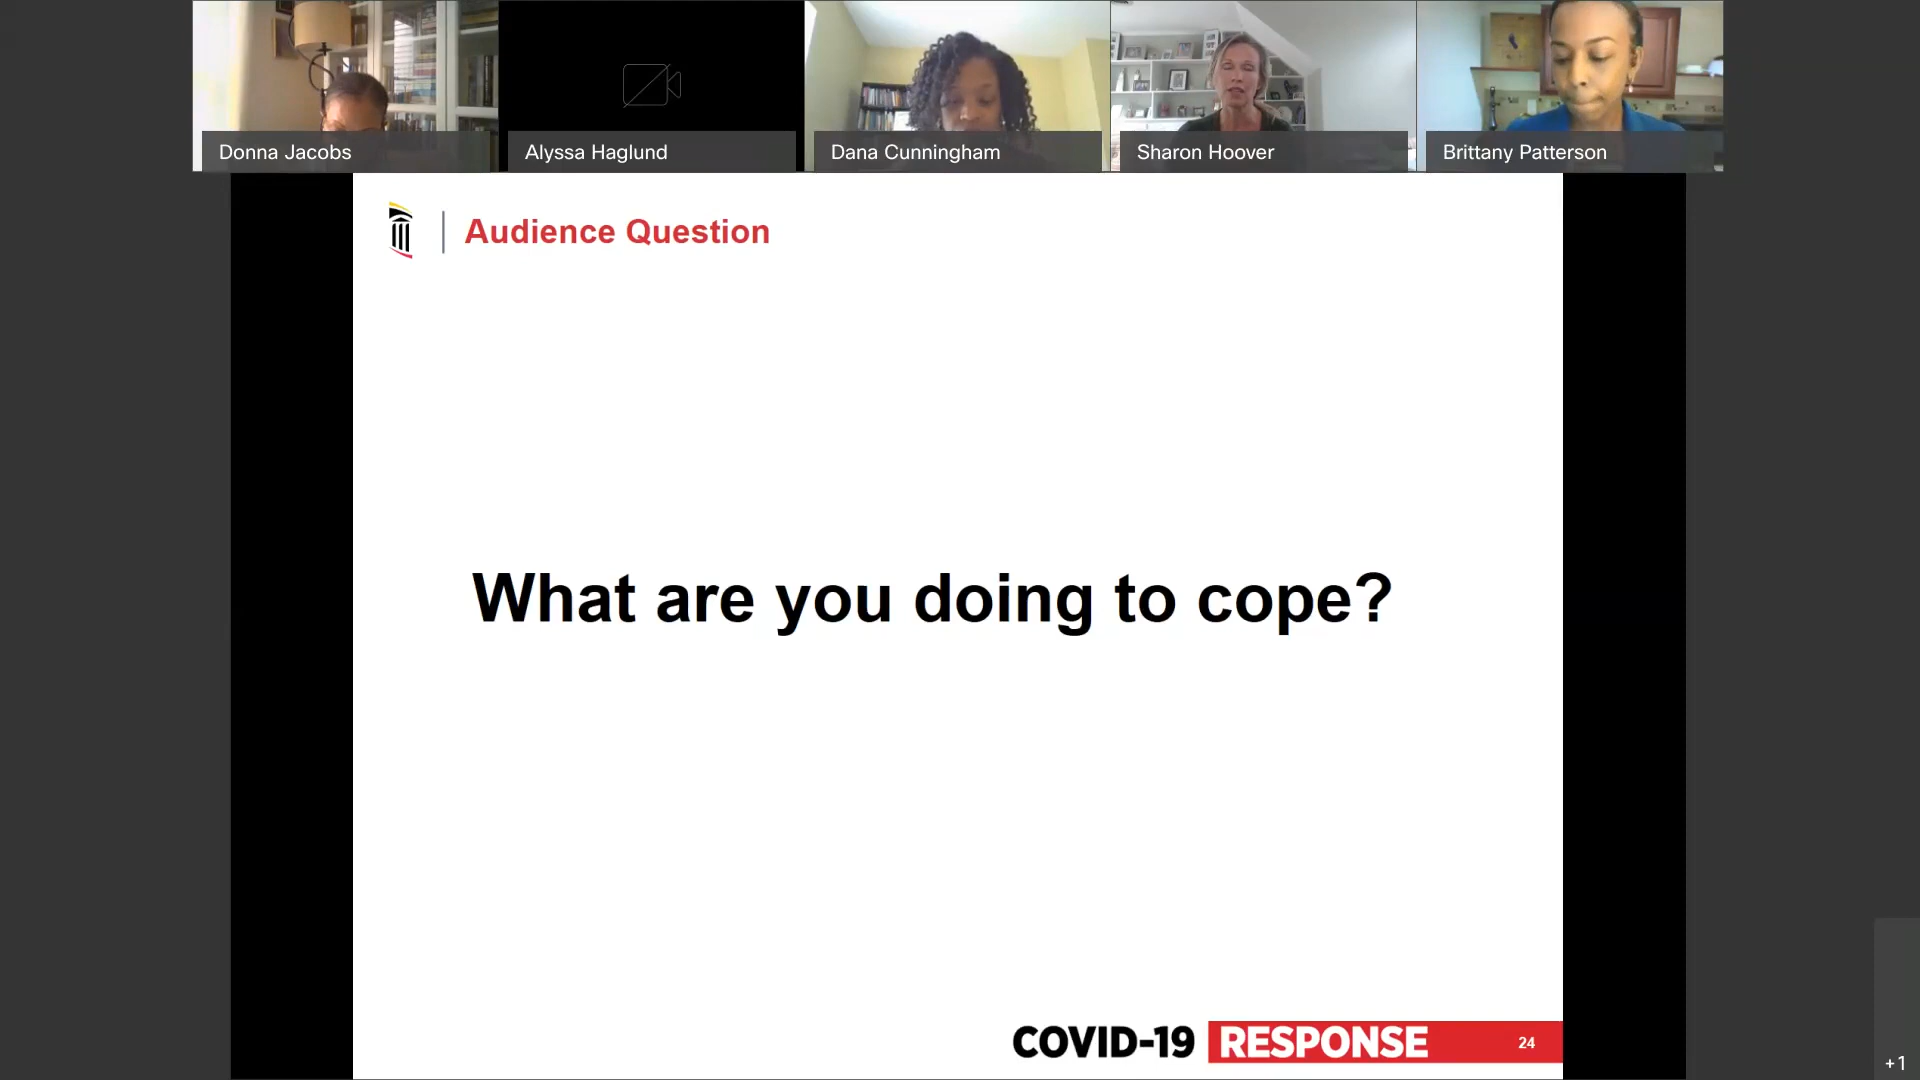 Donna Jacobs
Alyssa Haglund
Dana Cunningham
Sharon Hoover
Brittany Patterson
Audience Question
What are you doing to cope?
COVID-19 RESPONSE
24
+1